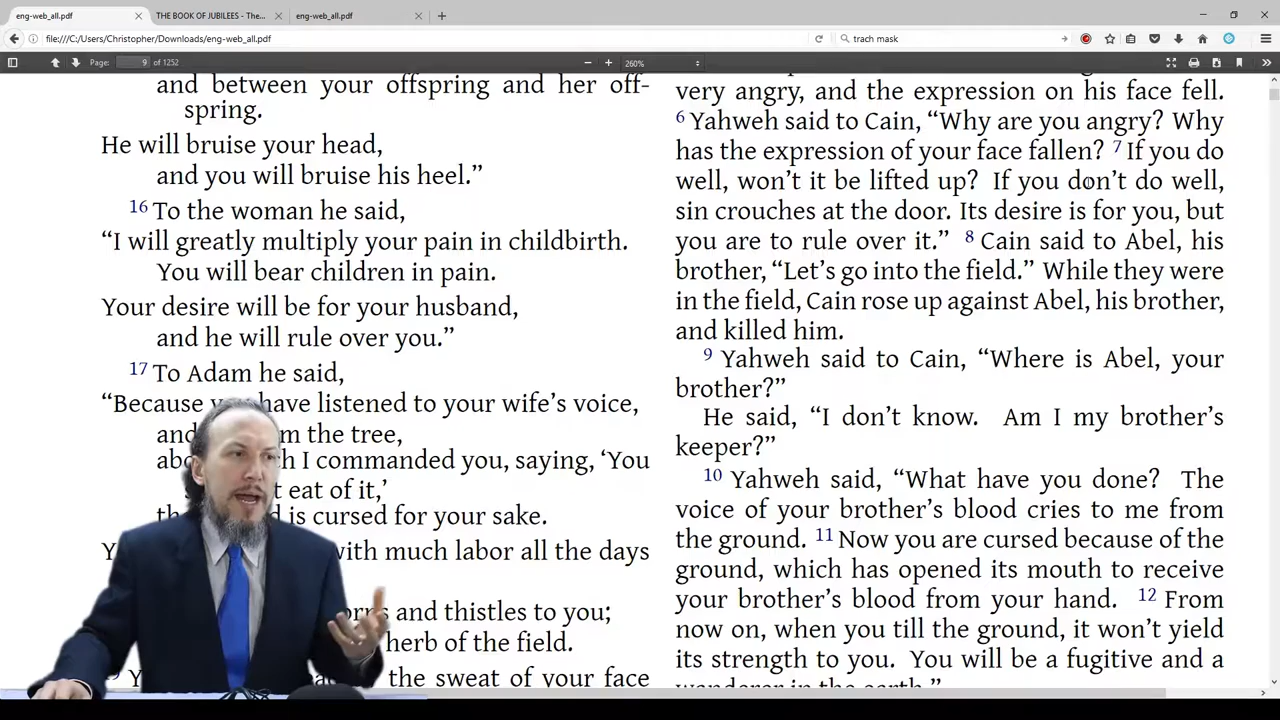 eng-web_all.pdf
THE BOOK OF JUBILEES - The...
eng-web_all.pdf
file:///C:/Users/Christopher/Downloads/eng-web_all.pdf
trach mask
Page: 9 of 1252
260%
and between your offspring and her off-
spring.
He will bruise your head,
and you will bruise his heel.”
16 To the woman he said,
“I will greatly multiply your pain in childbirth.
You will bear children in pain.
Your desire will be for your husband,
and he will rule over you.”
17 To Adam he said,
“Because have listened to your wife’s voice,
and the tree,
I commanded you, saying, ‘You
eat of it,’
is cursed for your sake.
with much labor all the days
and thistles to you;
herb of the field.
the sweat of your face
very angry, and the expression on his face fell.
6 Yahweh said to Cain, “Why are you angry? Why
has the expression of your face fallen? 7 If you do
well, won’t it be lifted up? If you don’t do well,
sin crouches at the door. Its desire is for you, but
you are to rule over it.” 8 Cain said to Abel, his
brother, “Let’s go into the field.” While they were
in the field, Cain rose up against Abel, his brother,
and killed him.
9 Yahweh said to Cain, “Where is Abel, your
brother?”
He said, “I don’t know. Am I my brother’s
keeper?”
10 Yahweh said, “What have you done? The
voice of your brother’s blood cries to me from
the ground. 11 Now you are cursed because of the
ground, which has opened its mouth to receive
your brother’s blood from your hand. 12 From
now on, when you till the ground, it won’t yield
its strength to you. You will be a fugitive and a
wanderer in the earth.”